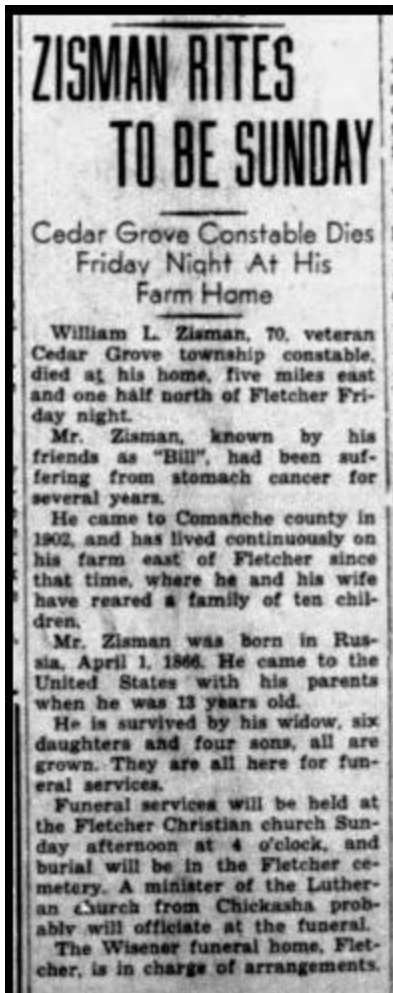 ZISMAN RITES
TO BE SUNDAY
Cedar Grove Constable Dies
Friday Night At His
Farm Home
William L. Zisman, 70, veteran
Cedar Grove township constable,
died at his home, five miles east
and one half north of Fletcher Fri-
day night.
Mr. Zisman, known by his
friends as "Bill", had been suf-
fering from stomach cancer for
several years.
He came to Comanche county in
1902, and has lived continuously on
his farm east of Fletcher since
that time, where he and his wife
have reared a family of ten chil-
dren.
Mr. Zisman was born in Rus-
sia, April 1, 1866. He came to the
United States with his parents
when he was 13 years old.
He is survived by his widow, six
daughters and four sons, all are
grown. They are all here for fun-
eral services.
Funeral services will be held at
the Fletcher Christian church Sun-
day afternoon at 4 o'clock, and
burial will be in the Fletcher ce-
metery. A minister of the Luther-
an church from Chickasha prob-
ably will officiate at the funeral.
The Wisener funeral home, Flet-
cher, is in charge of arrangements.